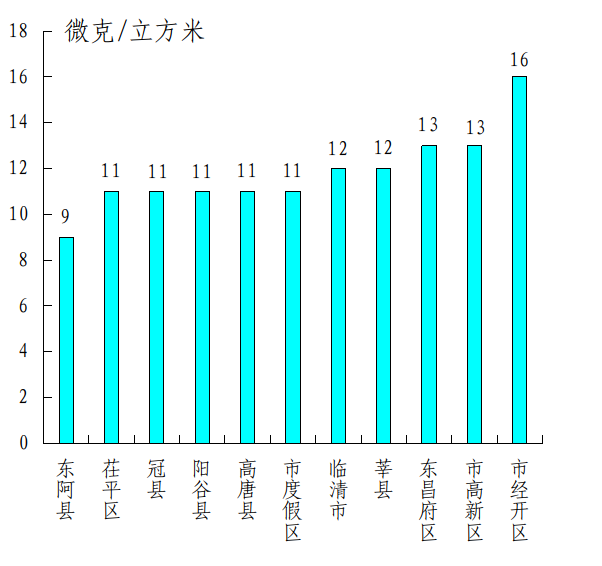 微克/立方米
18
16
14
12
10
8
6
4
2
0
9
11
11
11
11
11
12
12
13
13
16
东阿县
茌平区
冠县
阳谷县
高唐县
市度假区
临清市
莘县
东昌府区
市高新区
市经开区